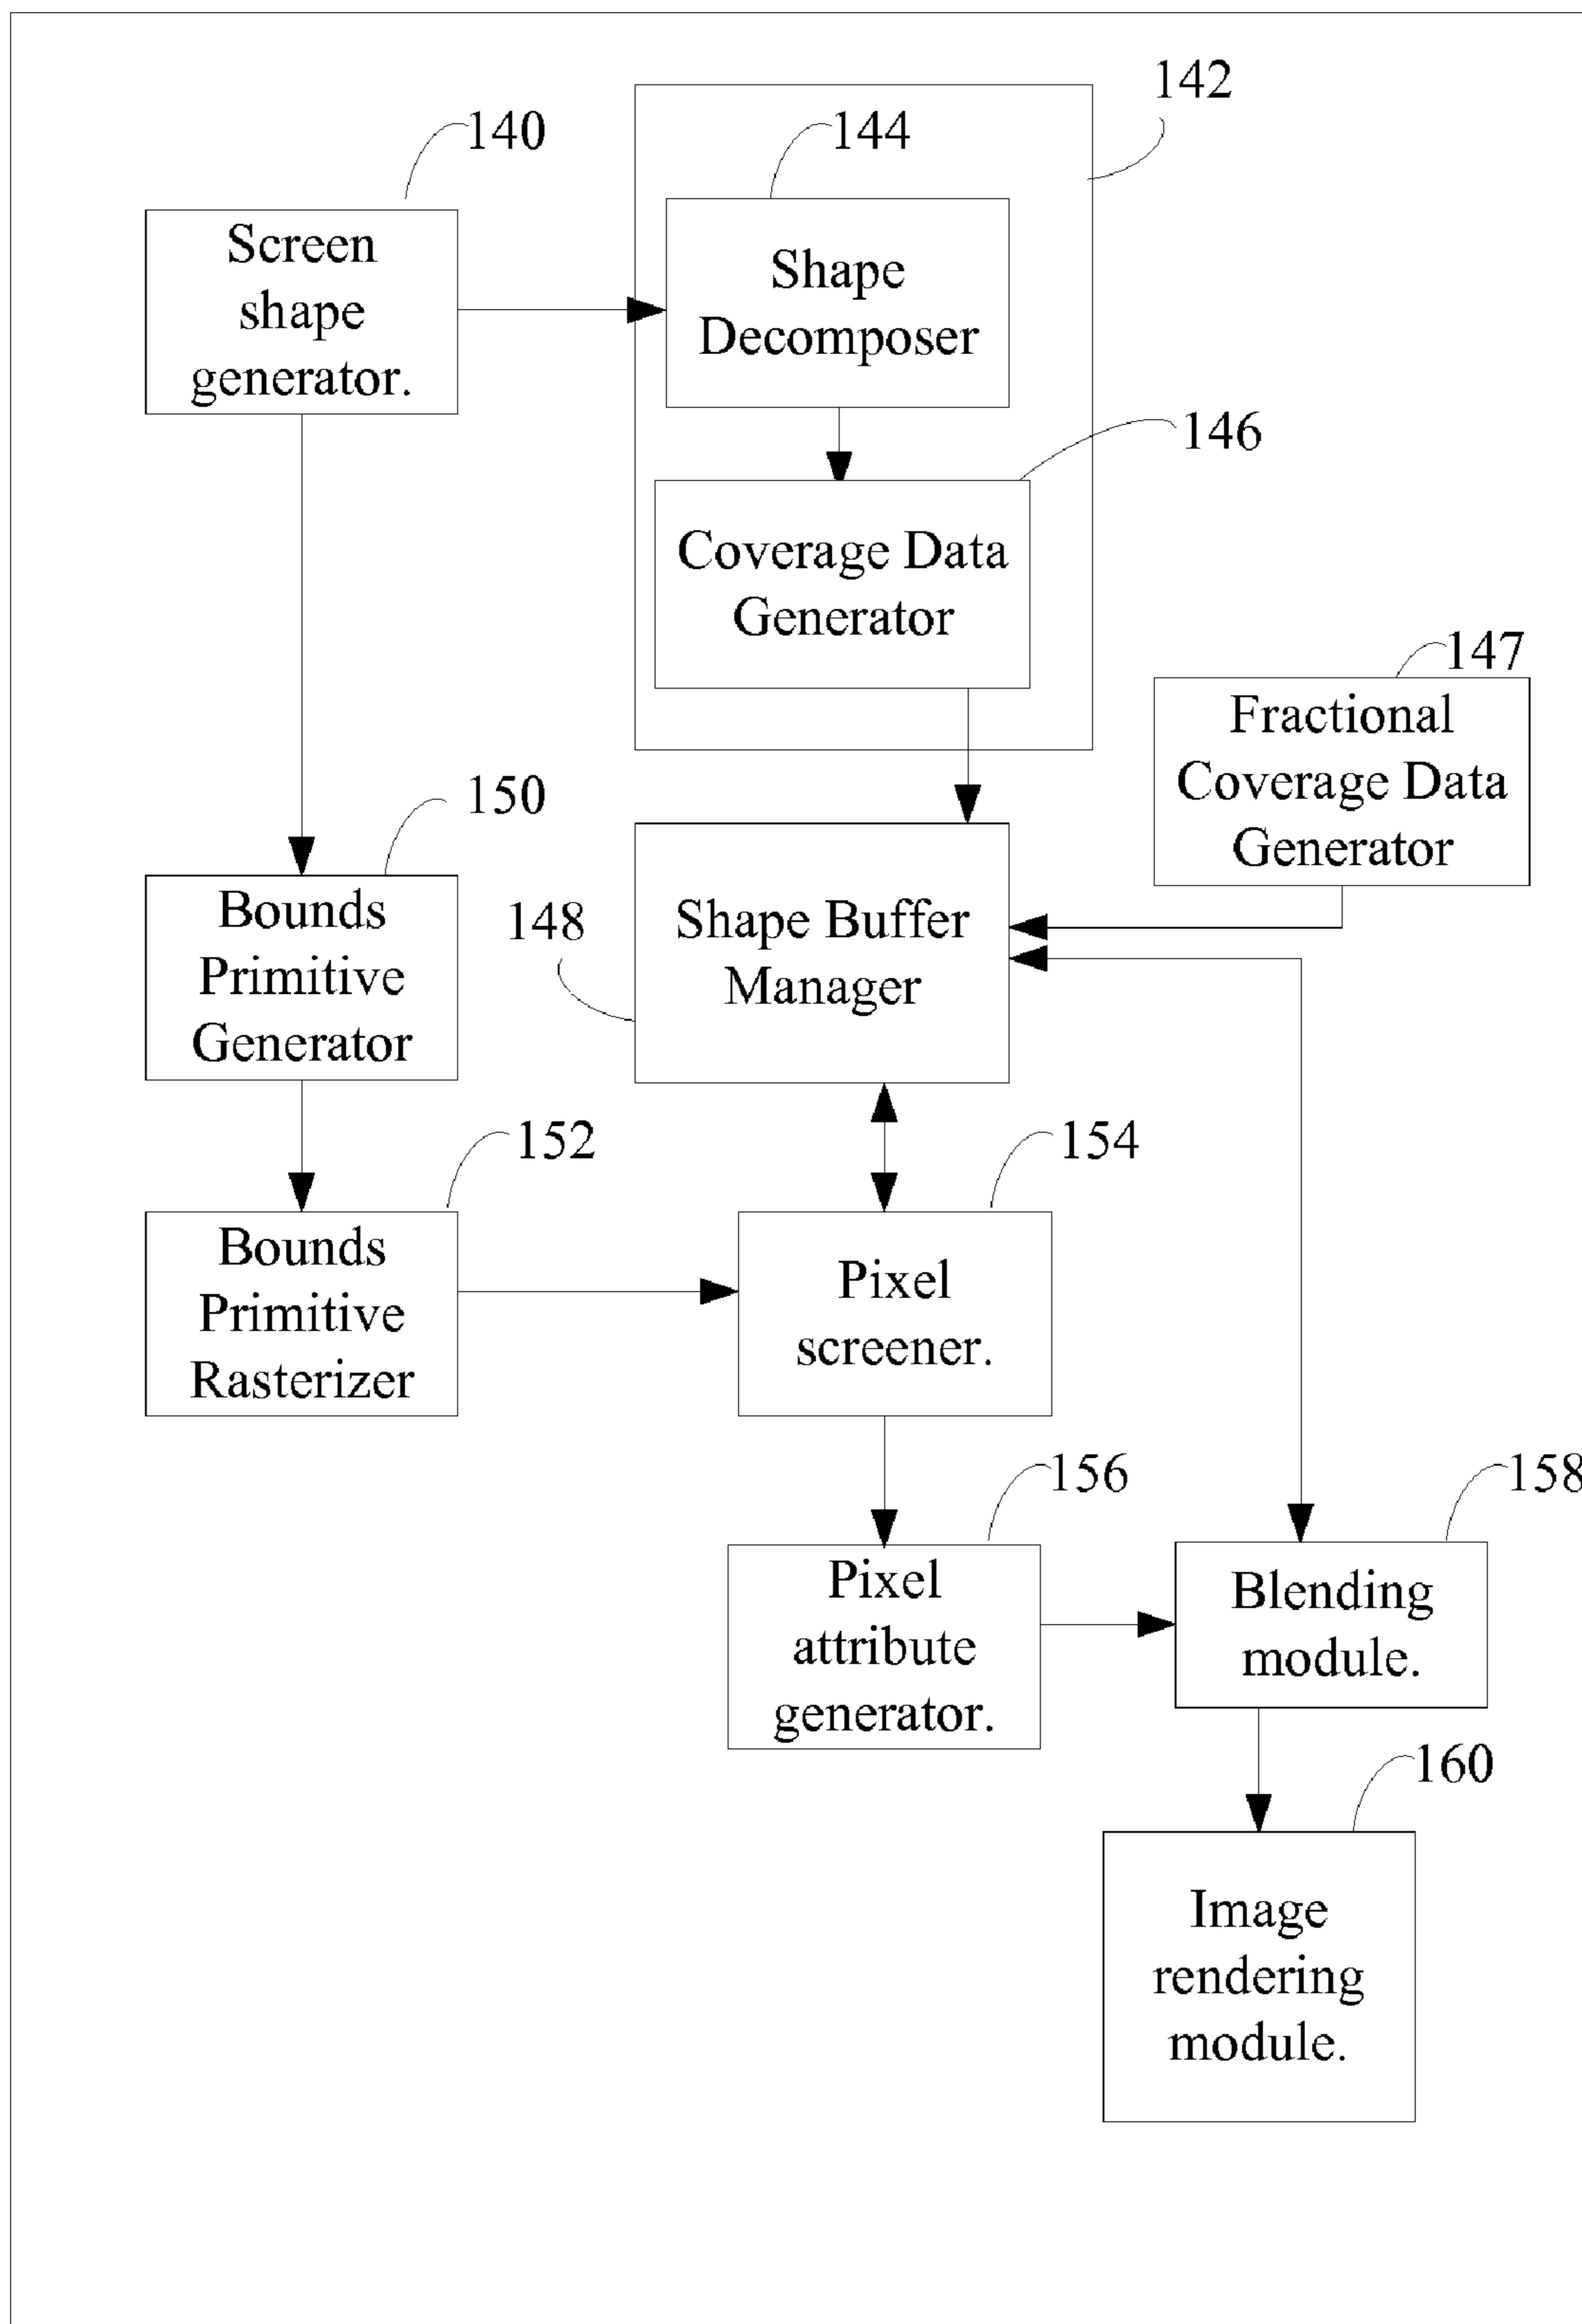 142
140
144
Screen
shape
generator.
Shape
Decomposer
146
Coverage Data
Generator
147
Fractional
Coverage Data
Generator
150
Bounds
Primitive
Generator
148
Shape Buffer
Manager
152
154
Bounds
Primitive
Rasterizer
Pixel
screener.
156
158
Pixel
attribute
generator.
Blending
module.
160
Image
rendering
module.